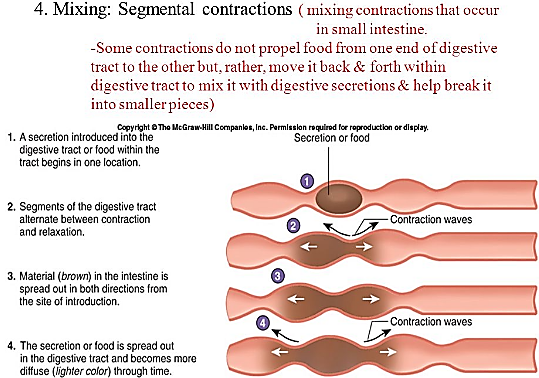 4. Mixing: Segmental contractions ( mixing contractions that occur
in small intestine.
-Some contractions do not propel food from one end of digestive
tract to the other but, rather, move it back & forth within
digestive tract to mix it with digestive secretions & help break it
into smaller pieces)
Copyright © The McGraw-Hill Companies, Inc. Permission required for reproduction or display.
1. A secretion introduced into the
digestive tract or food within the
tract begins in one location.
Secretion or food
1
2. Segments of the digestive tract
alternate between contraction
and relaxation.
2
Contraction waves
3. Material (brown) in the intestine is
spread out in both directions from
the site of introduction.
3
4
Contraction waves
4. The secretion or food is spread out
in the digestive tract and becomes more
diffuse (lighter color) through time.